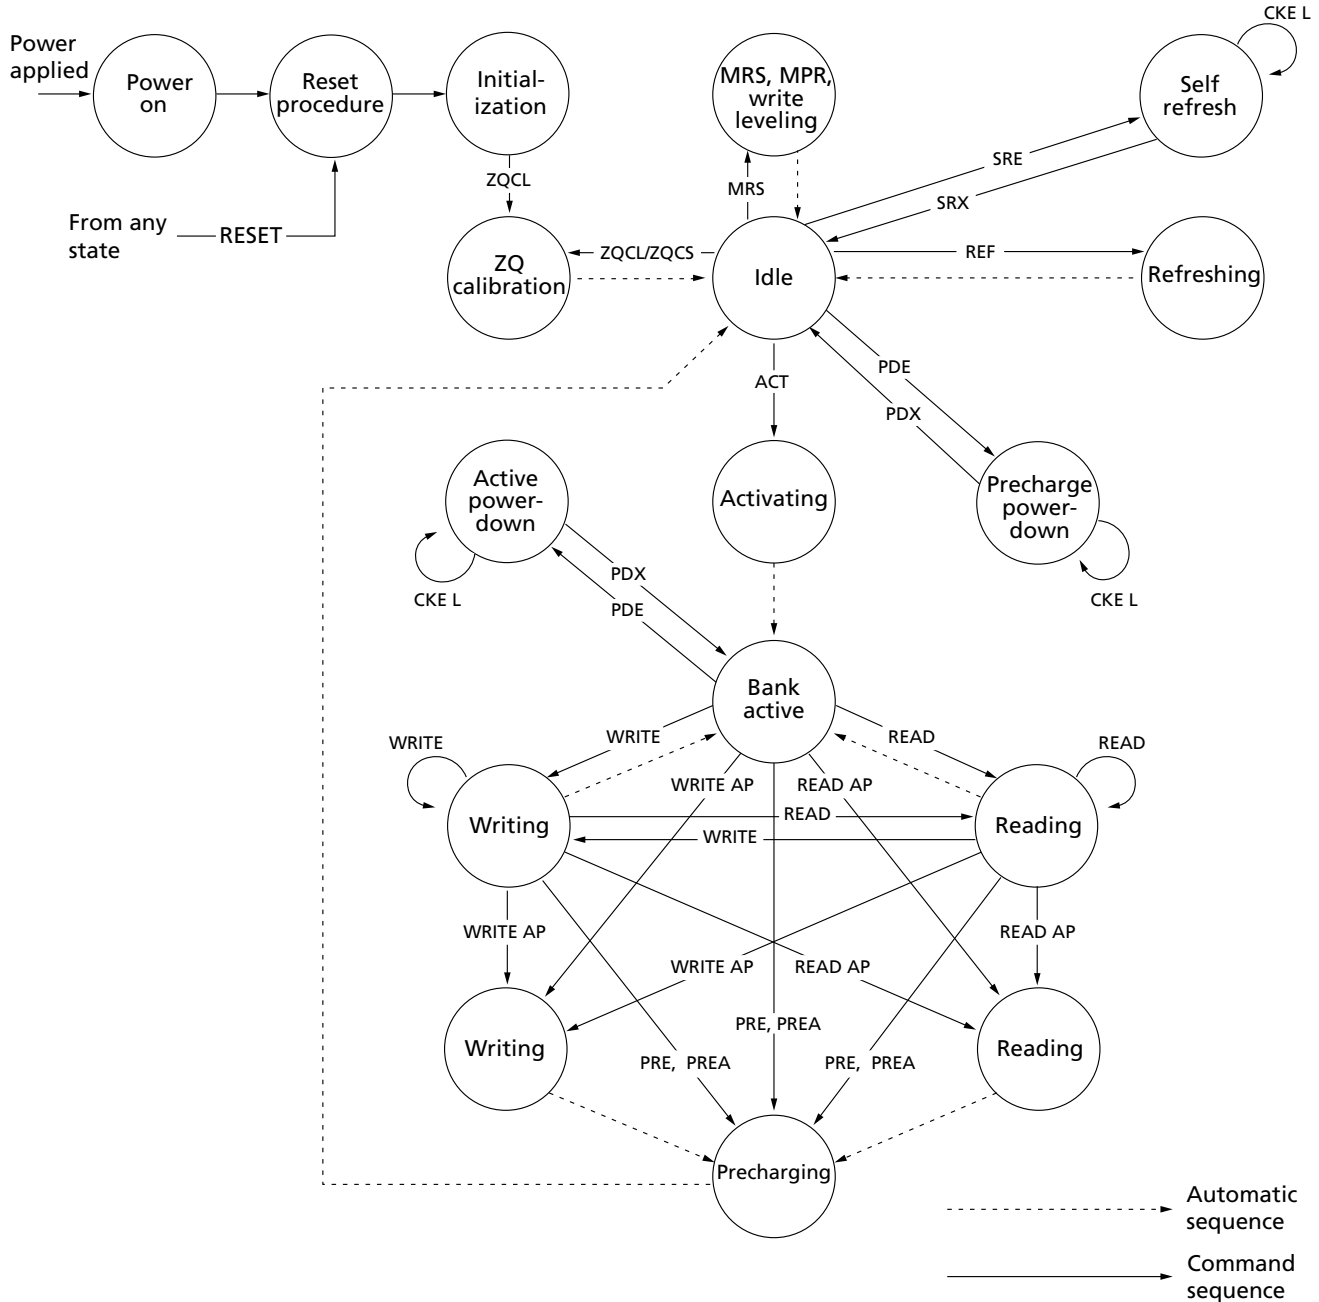 CKE L
Power
applied
Power
on
Reset
procedure
Initial-
ization
MRS, MPR,
write
leveling
Self
refresh
SRE
ZQCL
MRS
SRX
From any
state
RESET
ZQCL/ZQCS
REF
ZQ
calibration
Idle
Refreshing
PDE
ACT
PDX
Active
power-
down
Activating
Precharge
power-
down
PDX
CKE L
PDE
CKE L
Bank
active
WRITE
WRITE
READ
READ
WRITE AP
READ AP
READ
Writing
Reading
WRITE
WRITE AP
READ AP
WRITE AP
READ AP
PRE, PREA
Writing
Reading
PRE, PREA
PRE, PREA
Precharging
Automatic
sequence
Command
sequence